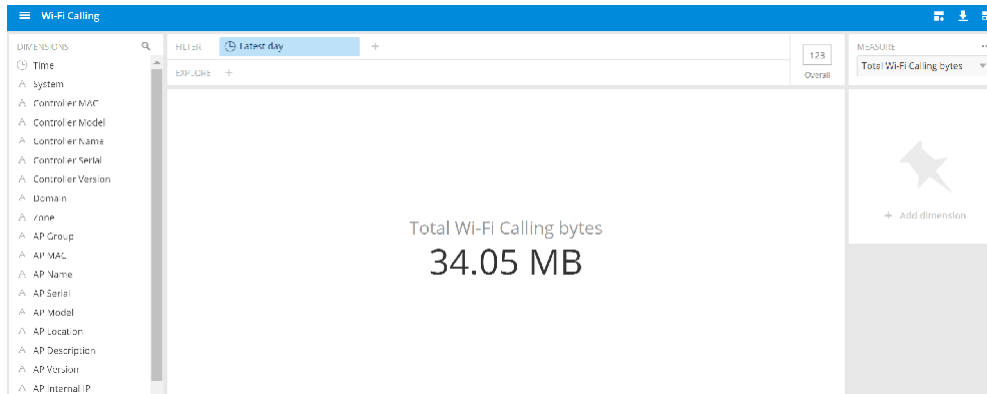 Wi-Fi Calling
DIMENSIONS
Time
System
Controller MAC
Controller Model
Controller Name
Controller Serial
Controller Version
Domain
Zone
AP Group
AP MAC
AP Name
AP Serial
AP Model
AP Location
AP Description
AP Version
AP Internal IP
FILTER Latest day +
EXPLORE +
123
Overall
Total Wi-Fi Calling bytes
34.05 MB
MEASURE
Total Wi-Fi Calling bytes
+ Add dimension